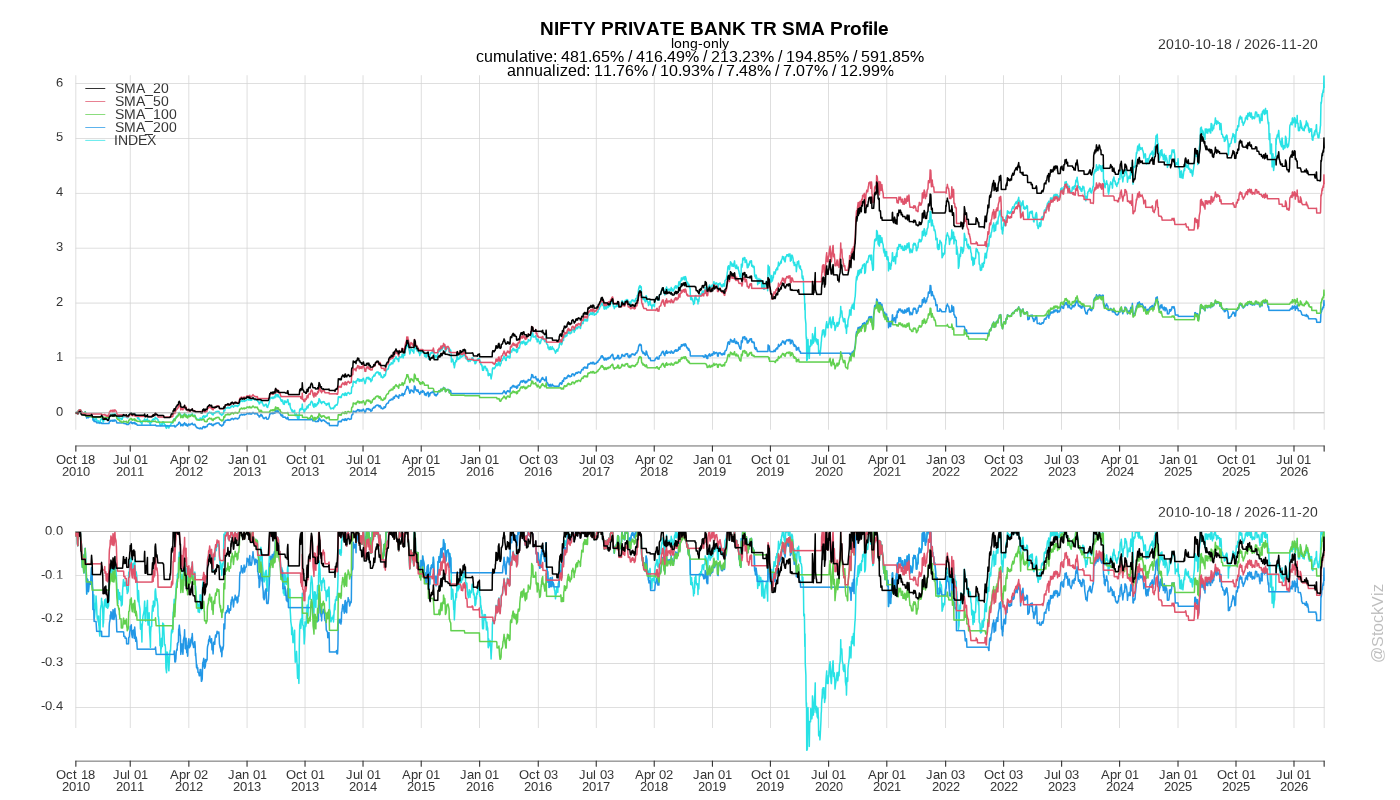 NIFTY PRIVATE BANK TR SMA Profile
long-only
cumulative: 481.65% / 416.49% / 213.23% / 194.85% / 591.85%
annualized: 11.76% / 10.93% / 7.48% / 7.07% / 12.99%
2010-10-18 / 2026-11-20
SMA_20
SMA_50
SMA_100
SMA_200
INDEX
6
5
4
3
2
1
0
Oct 18 Jul 01 Apr 02 Jan 01 Oct 01 Jul 01 Apr 01 Jan 01 Oct 03 Jul 03 Apr 02 Jan 01 Oct 01 Jul 01 Apr 01 Jan 03 Oct 03 Jul 03 Apr 01 Jan 01 Oct 01 Jul 01
2010 2011 2012 2013 2013 2014 2015 2016 2016 2017 2018 2019 2019 2020 2021 2022 2022 2023 2024 2025 2025 2026
2010-10-18 / 2026-11-20
0.0
-0.1
-0.2
-0.3
-0.4
Oct 18 Jul 01 Apr 02 Jan 01 Oct 01 Jul 01 Apr 01 Jan 01 Oct 03 Jul 03 Apr 02 Jan 01 Oct 01 Jul 01 Apr 01 Jan 03 Oct 03 Jul 03 Apr 01 Jan 01 Oct 01 Jul 01
2010 2011 2012 2013 2013 2014 2015 2016 2016 2017 2018 2019 2019 2020 2021 2022 2022 2023 2024 2025 2025 2026
@StockViz